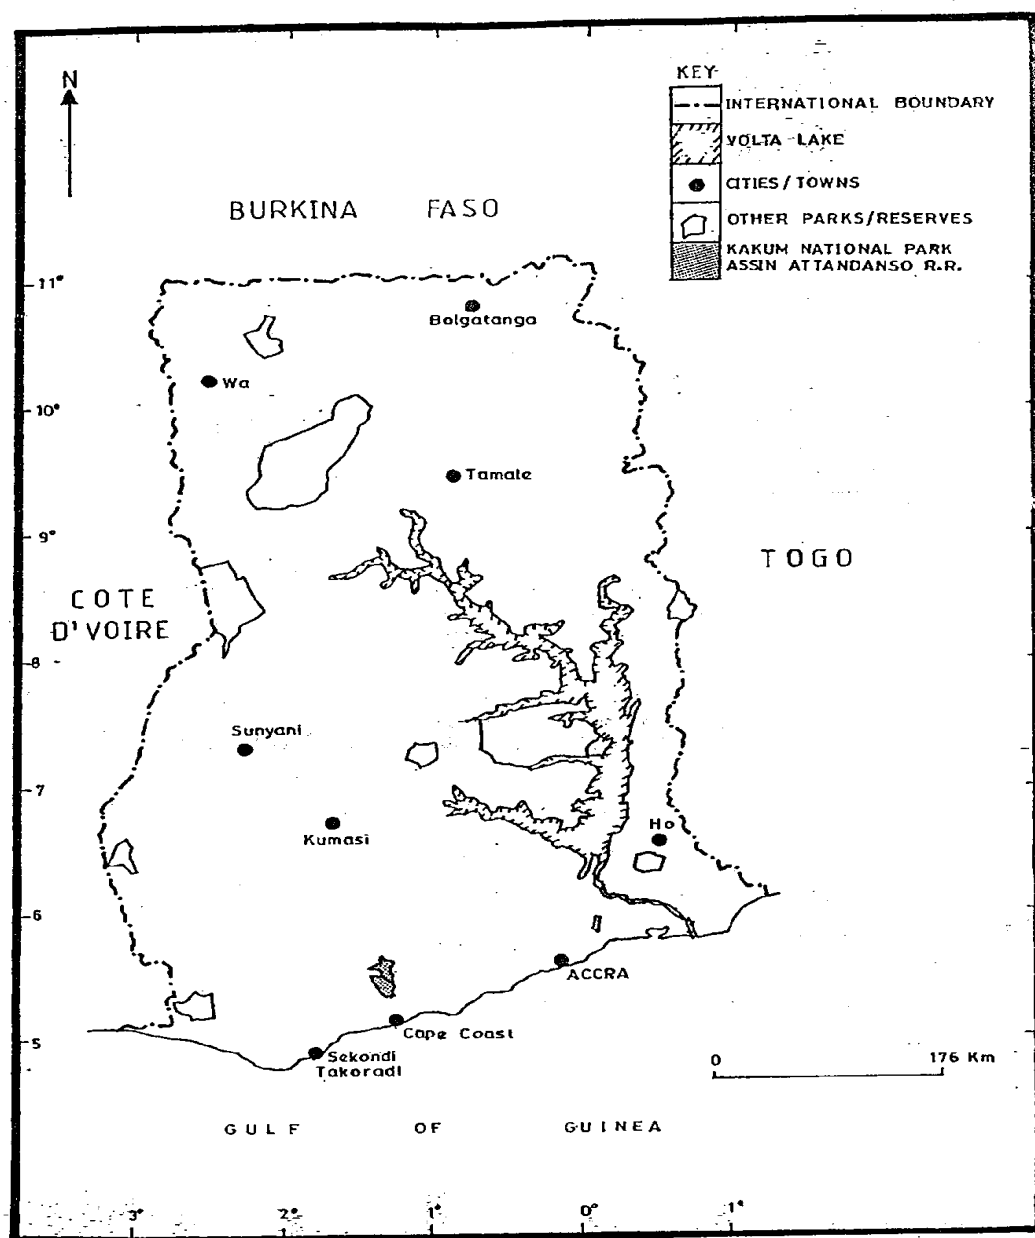 KEY
INTERNATIONAL BOUNDARY
VOLTA LAKE
CITIES/TOWNS
OTHER PARKS/RESERVES
KAKUM NATIONAL PARK
ASSIN ATTANDANSO R.R.
N
BURKINA FASO
11°
Bolgatanga
Wa
10°
Tamale
9°
TOGO
COTE
D'VOIRE
8
Sunyani
7
Kumasi
Ho
6
ACCRA
Cape Coast
5
Sekondi
Takoradi
0 176 Km
GULF OF GUINEA
3° 2° 1° 0° 1°